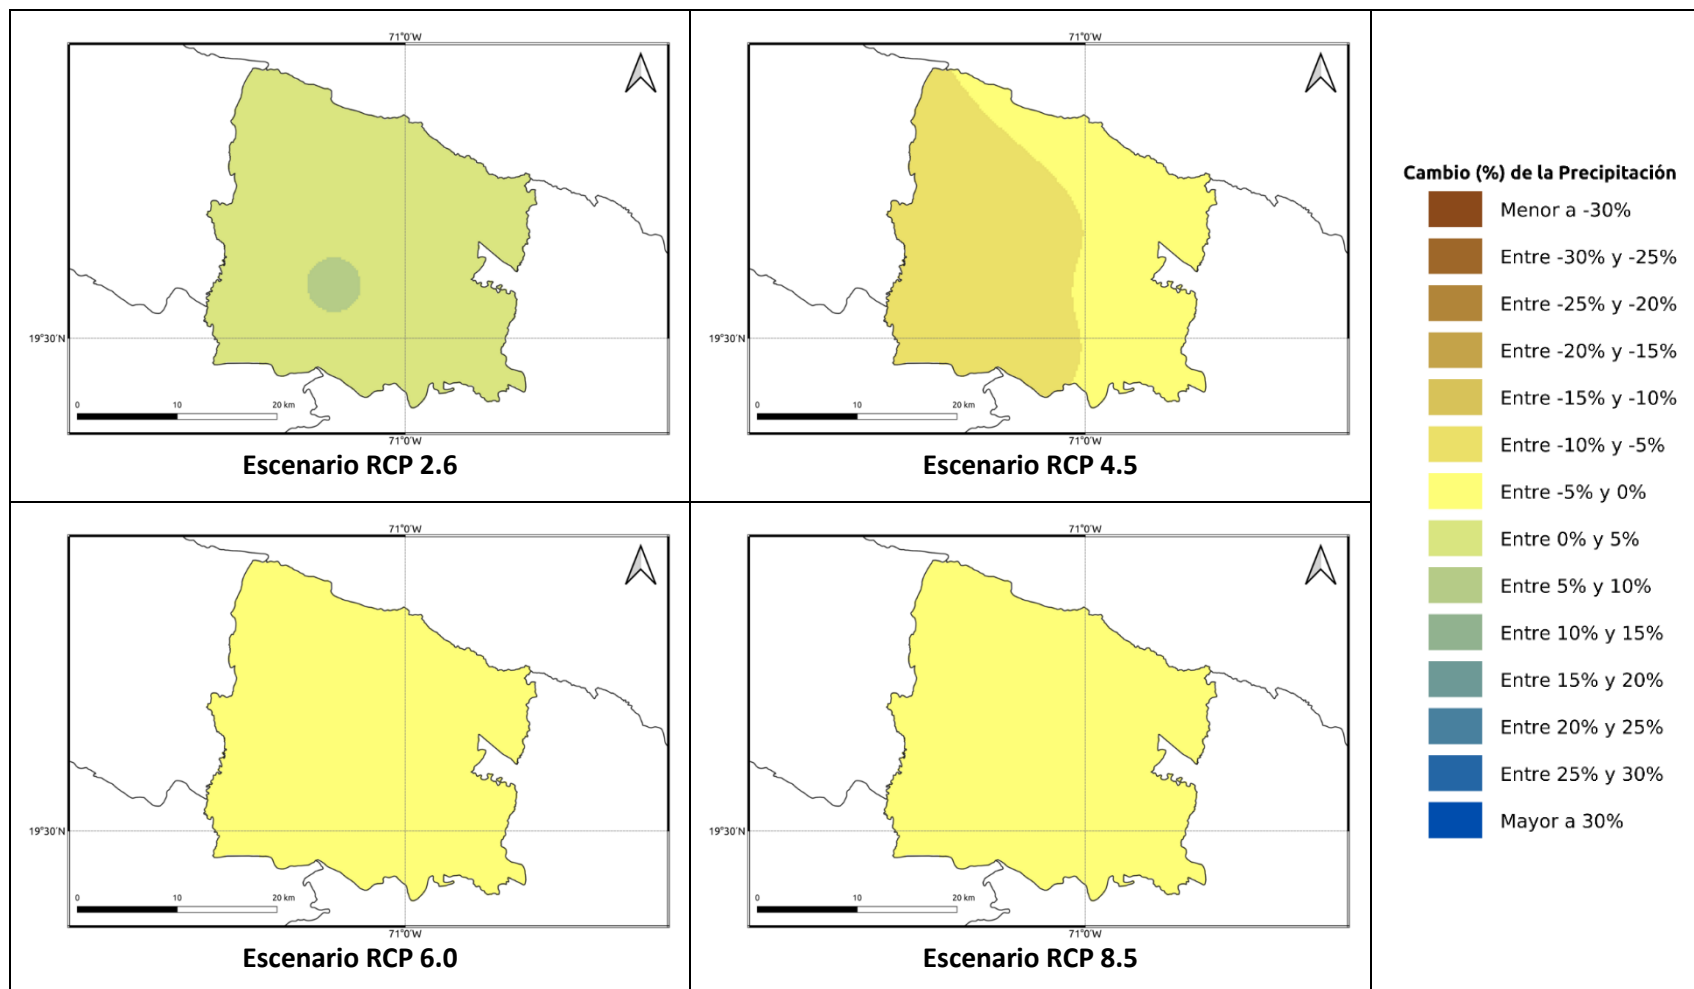 71°0'W
19°30'N
0 10 20 km
71°0'W
Escenario RCP 2.6
71°0'W
19°30'N
0 10 20 km
71°0'W
Escenario RCP 4.5
71°0'W
19°30'N
0 10 20 km
71°0'W
Escenario RCP 6.0
71°0'W
19°30'N
0 10 20 km
71°0'W
Escenario RCP 8.5
Cambio (%) de la Precipitación
Menor a -30%
Entre -30% y -25%
Entre -25% y -20%
Entre -20% y -15%
Entre -15% y -10%
Entre -10% y -5%
Entre -5% y 0%
Entre 0% y 5%
Entre 5% y 10%
Entre 10% y 15%
Entre 15% y 20%
Entre 20% y 25%
Entre 25% y 30%
Mayor a 30%